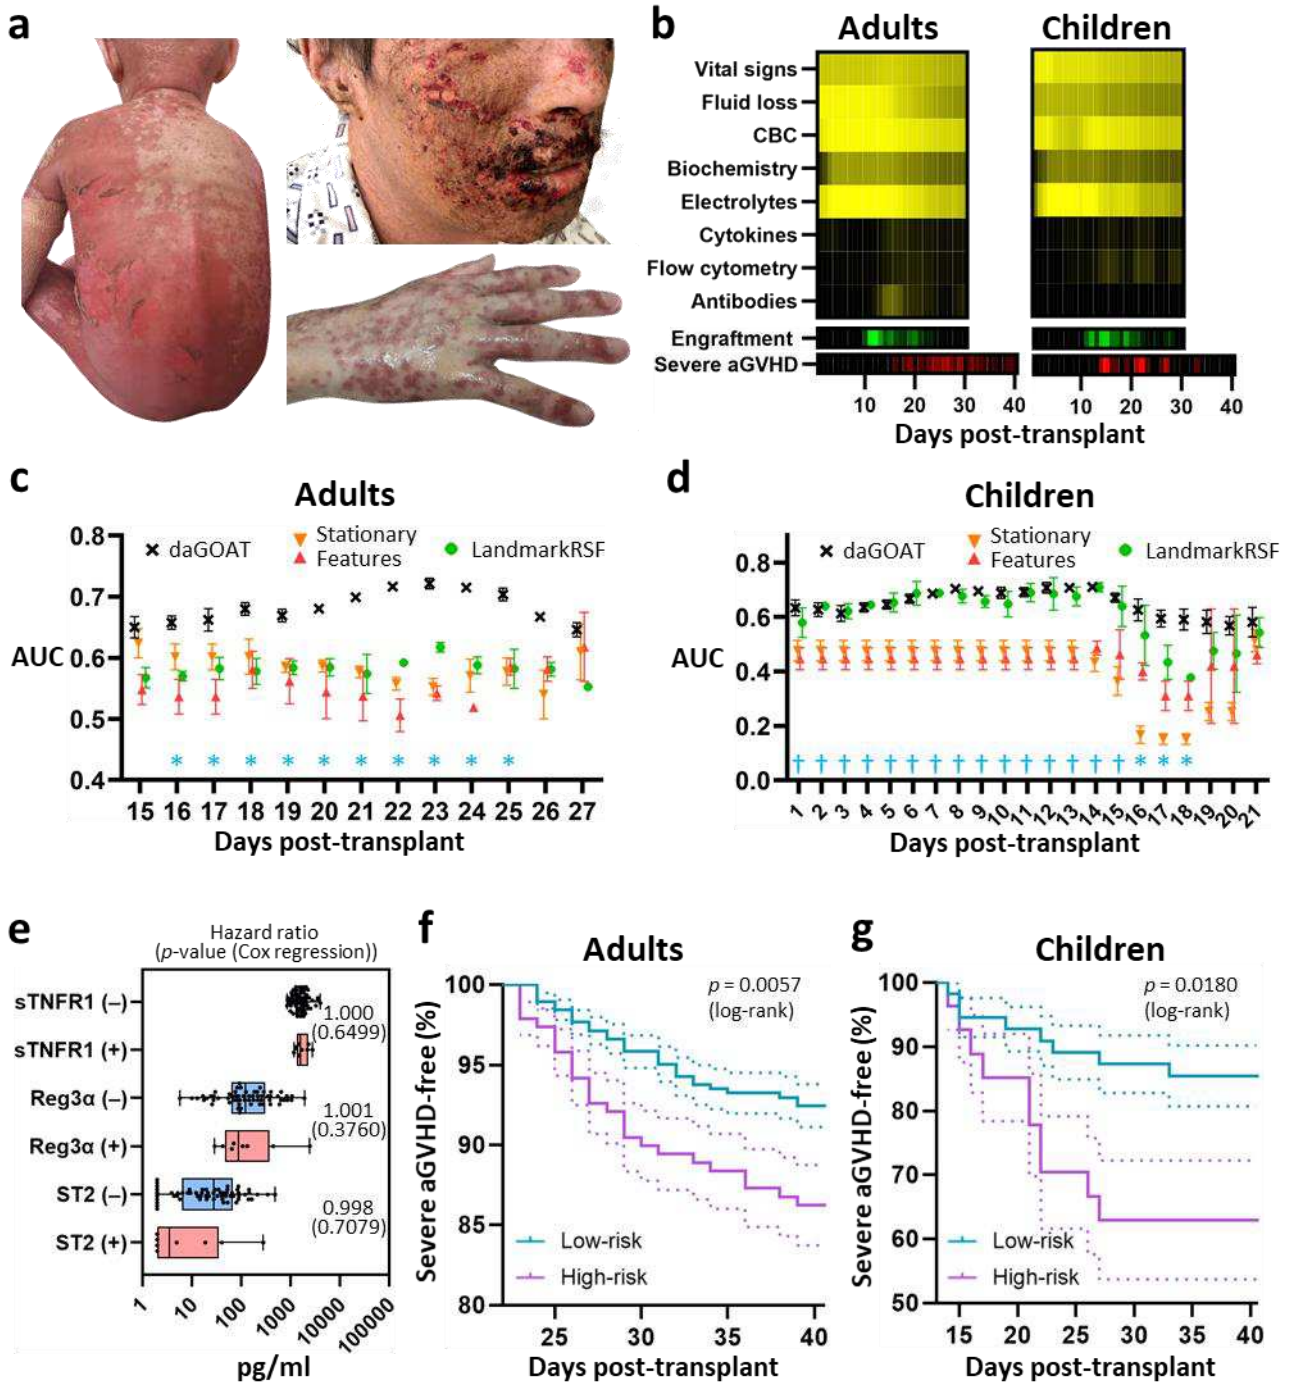 a
b
Adults
Children
Vital signs
Fluid loss
CBC
Biochemistry
Electrolytes
Cytokines
Flow cytometry
Antibodies
Engraftment
Severe aGVHD
10 20 30 40
10 20 30 40
Days post-transplant
c
Adults
daGOAT
Stationary
Features
LandmarkRSF
0.8
0.7
0.6
0.5
0.4
AUC
* * * * * * * * * *
15 16 17 18 19 20 21 22 23 24 25 26 27
Days post-transplant
d
Children
daGOAT
Stationary
Features
LandmarkRSF
0.8
0.6
0.4
0.2
0.0
AUC
† † † † † † † † † † † † † † † * * *
1 2 3 4 5 6 7 8 9 10 11 12 13 14 15 16 17 18 19 20 21
Days post-transplant
e
Hazard ratio
(p-value (Cox regression))
sTNFR1 (–)
1.000
(0.6499)
sTNFR1 (+)
Reg3α (–)
1.001
(0.3760)
Reg3α (+)
ST2 (–)
0.998
(0.7079)
ST2 (+)
1 10 100 1000 10000 100000
pg/ml
f
Adults
p = 0.0057
(log-rank)
100
95
90
85
80
Severe aGVHD-free (%)
Low-risk
High-risk
25 30 35 40
Days post-transplant
g
Children
p = 0.0180
(log-rank)
100
90
80
70
60
50
Severe aGVHD-free (%)
Low-risk
High-risk
15 20 25 30 35 40
Days post-transplant